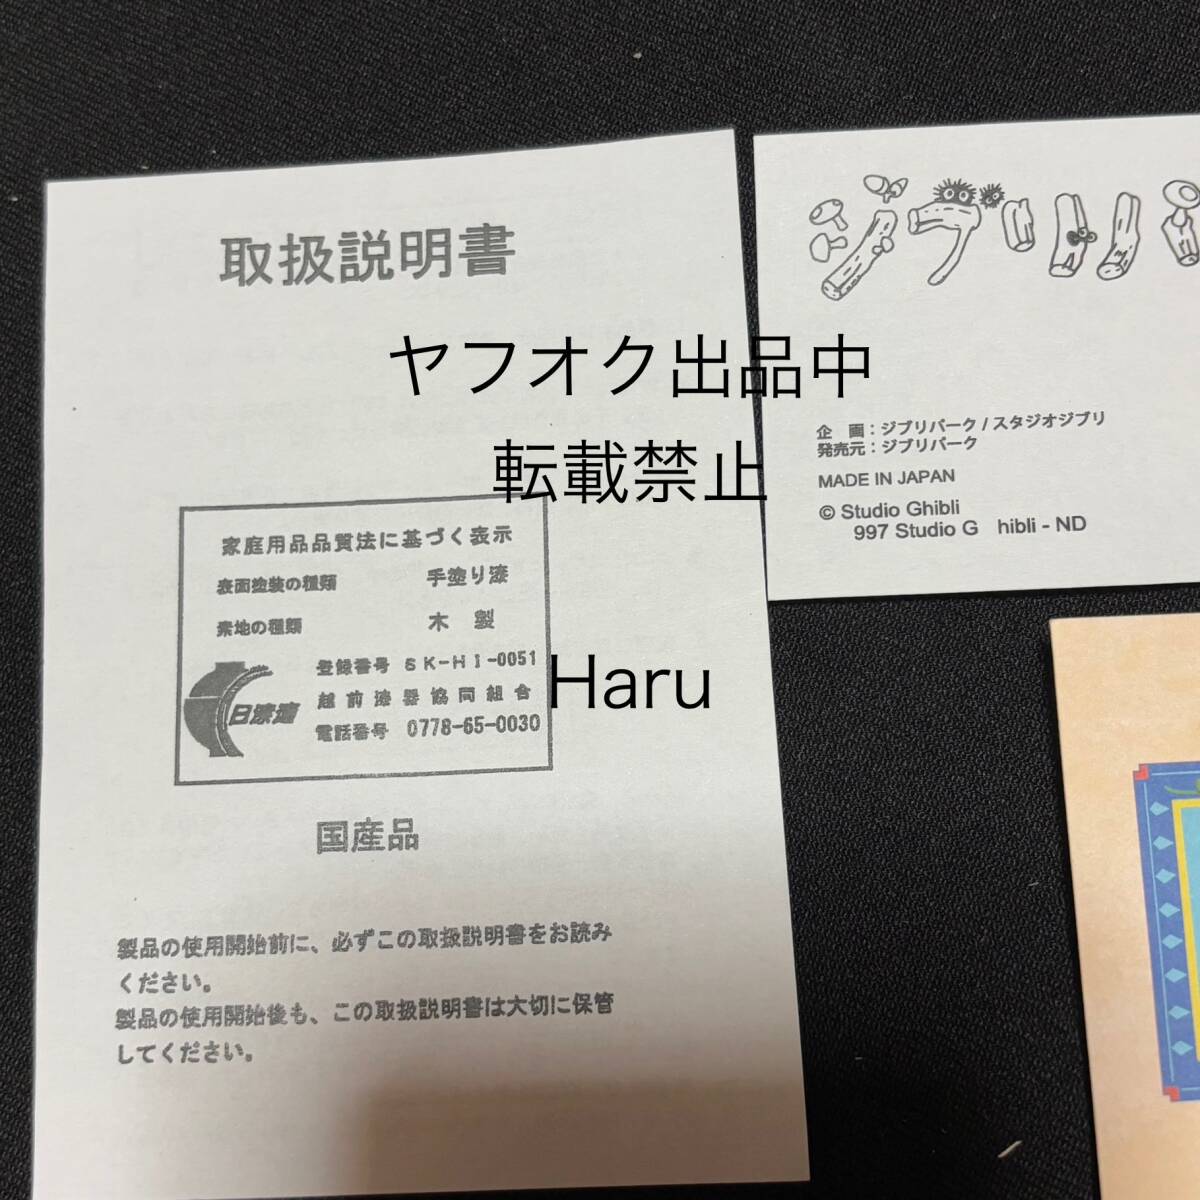 取扱説明書
家庭用品品質法に基づく表示
表面塗装の種類 手塗り漆
素地の種類 木製
登録番号 SK-HI-0051
越前漆器協同組合
電話番号 0778-65-0030
日漆連
国産品
製品の使用開始前に、必ずこの取扱説明書をお読み
ください。
製品の使用開始後も、この取扱説明書は大切に保管
してください。
ジブリパ
企 画：ジブリパーク / スタジオジブリ
発売元：ジブリパーク
MADE IN JAPAN
© Studio Ghibli
997 Studio G hibli - ND
ヤフオク出品中
転載禁止
Haru